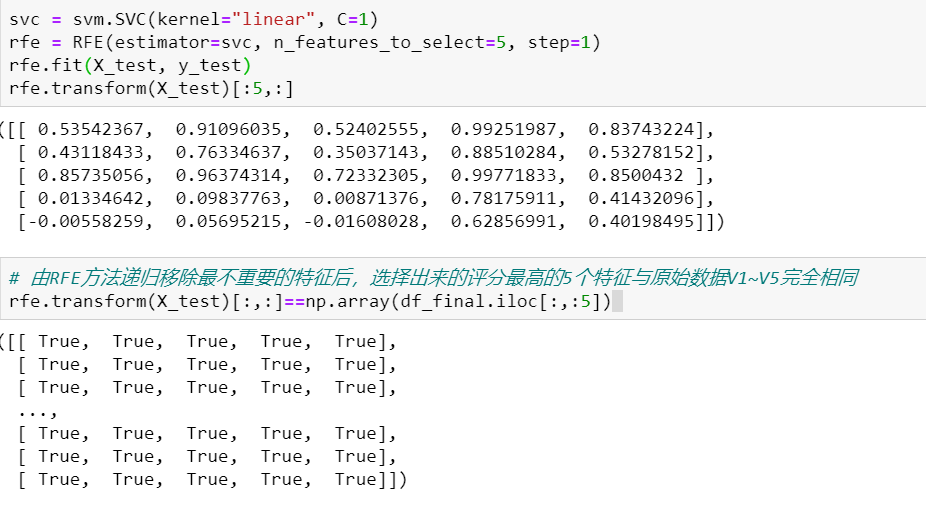 svc = svm.SVC(kernel="linear", C=1)
rfe = RFE(estimator=svc, n_features_to_select=5, step=1)
rfe.fit(X_test, y_test)
rfe.transform(X_test)[:5,:]
([[ 0.53542367,  0.91096035,  0.52402555,  0.99251987,  0.83743224],
[ 0.43118433,  0.76334637,  0.35037143,  0.88510284,  0.53278152],
[ 0.85735056,  0.96374314,  0.72332305,  0.99771833,  0.8500432 ],
[ 0.01334642,  0.09837763,  0.00871376,  0.78175911,  0.41432096],
[-0.00558259,  0.05695215, -0.01608028,  0.62856991,  0.40198495]])
# 由RFE方法递归移除最不重要的特征后，选择出来的评分最高的5个特征与原始数据V1~V5完全相同
rfe.transform(X_test)[:,:]==np.array(df_final.iloc[:,:5])
([[ True,  True,  True,  True,  True],
[ True,  True,  True,  True,  True],
[ True,  True,  True,  True,  True],
...,
[ True,  True,  True,  True,  True],
[ True,  True,  True,  True,  True],
[ True,  True,  True,  True,  True]])